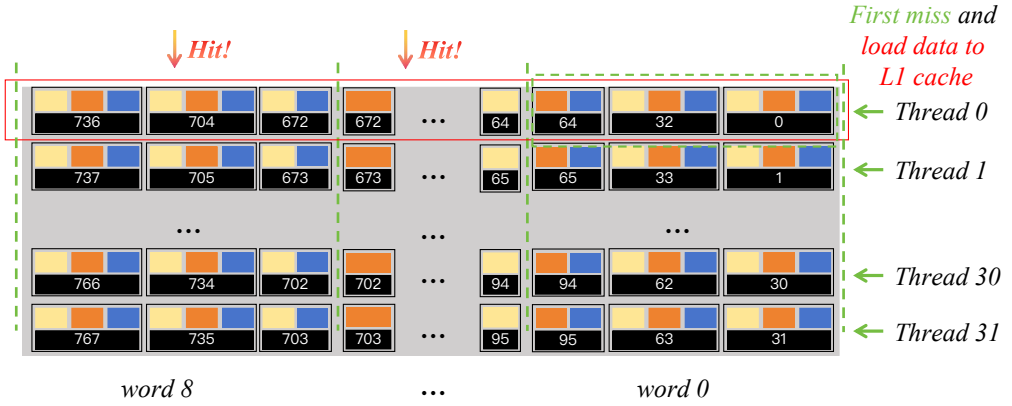 First miss and
load data to
L1 cache
Hit! Hit!
736 704 672 672 ... 64 64 32 0 Thread 0
737 705 673 673 65 65 33 1 Thread 1
... ... ...
766 734 702 702 ... 94 94 62 30 Thread 30
767 735 703 703 ... 95 95 63 31 Thread 31
word 8 ... word 0